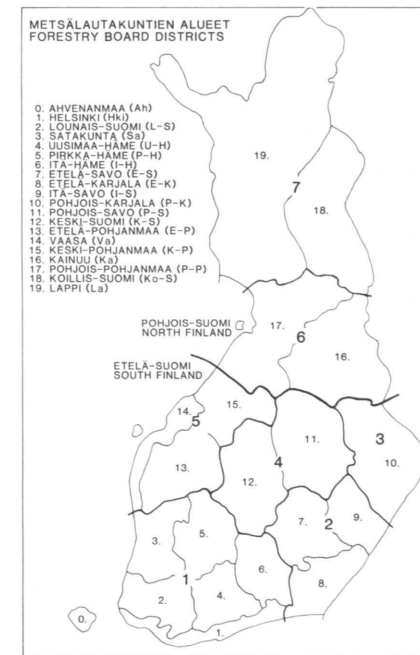 METSÄLAUTAKUNTIEN ALUEET
FORESTRY BOARD DISTRICTS
0. AHVENANMAA (Ah)
1. HELSINKI (Hki)
2. LOUNAIS-SUOMI (L-S)
3. SATAKUNTA (Sa)
4. UUSIMAA-HÄME (U-H)
5. PIRKKA-HÄME (P-H)
6. ITÄ-HÄME (I-H)
7. ETELÄ-SAVO (E-S)
8. ETELÄ-KARJALA (E-K)
9. ITÄ-SAVO (I-S)
10. POHJOIS-KARJALA (P-K)
11. POHJOIS-SAVO (P-S)
12. KESKI-SUOMI (K-S)
13. ETELÄ-POHJANMAA (E-P)
14. VAASA (Va)
15. KESKI-POHJANMAA (K-P)
16. KAINUU (Ka)
17. POHJOIS-POHJANMAA (P-P)
18. KOILLIS-SUOMI (Ko-S)
19. LAPPI (La)
19.
7
18.
POHJOIS-SUOMI
NORTH FINLAND
17.
6
16.
ETELÄ-SUOMI
SOUTH FINLAND
14.
15.
5
11.
3
13.
12.
4
10.
3.
5.
7.
2
9.
6.
1
2.
4.
8.
0.
1.